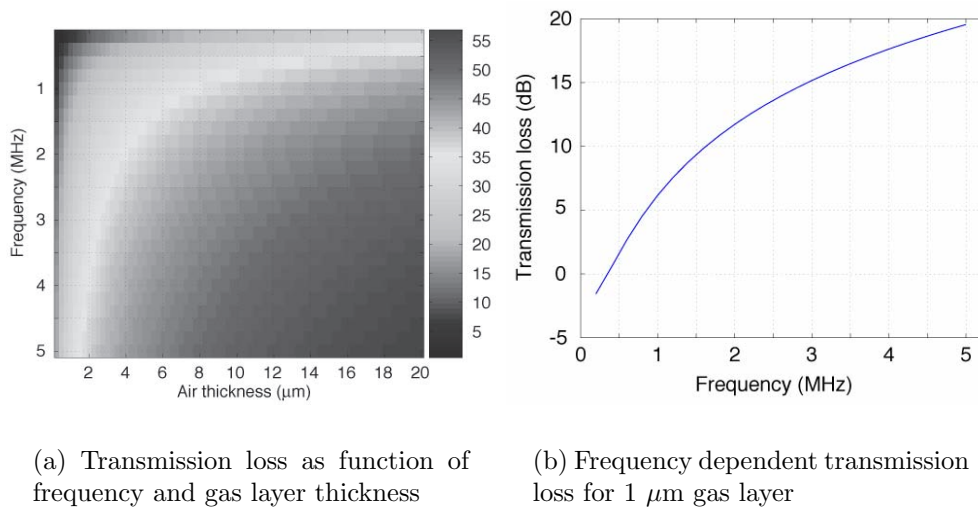 Frequency (MHz)
1
2
3
4
5
2 4 6 8 10 12 14 16 18 20
Air thickness (μm)
55
50
45
40
35
30
25
20
15
10
5
Transmission loss (dB)
20
15
10
5
0
-5
0 1 2 3 4 5
Frequency (MHz)
(a) Transmission loss as function of
frequency and gas layer thickness
(b) Frequency dependent transmission
loss for 1 μm gas layer